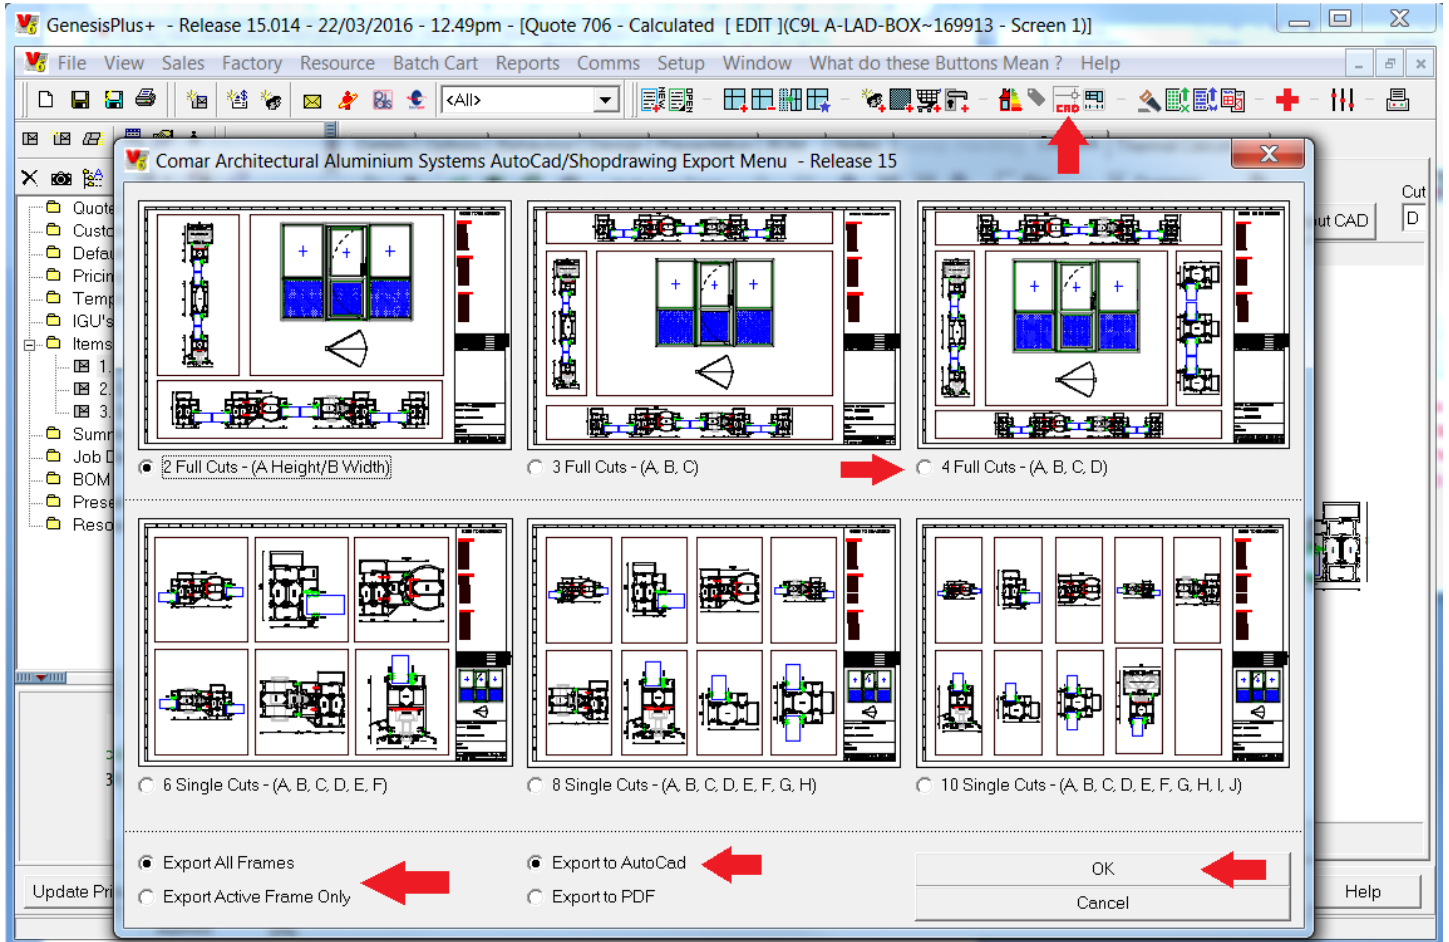 GenesisPlus+ - Release 15.014 - 22/03/2016 - 12.49pm - [Quote 706 - Calculated [ EDIT ](C9L A-LAD-BOX~169913 - Screen 1)]
File View Sales Factory Resource Batch Cart Reports Comms Setup Window What do these Buttons Mean ? Help
<All>
CAD
Comar Architectural Aluminium Systems AutoCad/Shopdrawing Export Menu - Release 15
Cut
Quote
D
Custo
Defau
Pricin
Temp
IGU's
Items
1.
2.
3.
Summ
Job D
BOM
Prese
Reso
ut CAD
2 Full Cuts - (A Height/B Width)
3 Full Cuts - (A, B, C)
4 Full Cuts - (A, B, C, D)
6 Single Cuts - (A, B, C, D, E, F)
8 Single Cuts - (A, B, C, D, E, F, G, H)
10 Single Cuts - (A, B, C, D, E, F, G, H, I, J)
Export All Frames
Export to AutoCad
OK
Export Active Frame Only
Export to PDF
Cancel
Update Pri
Help